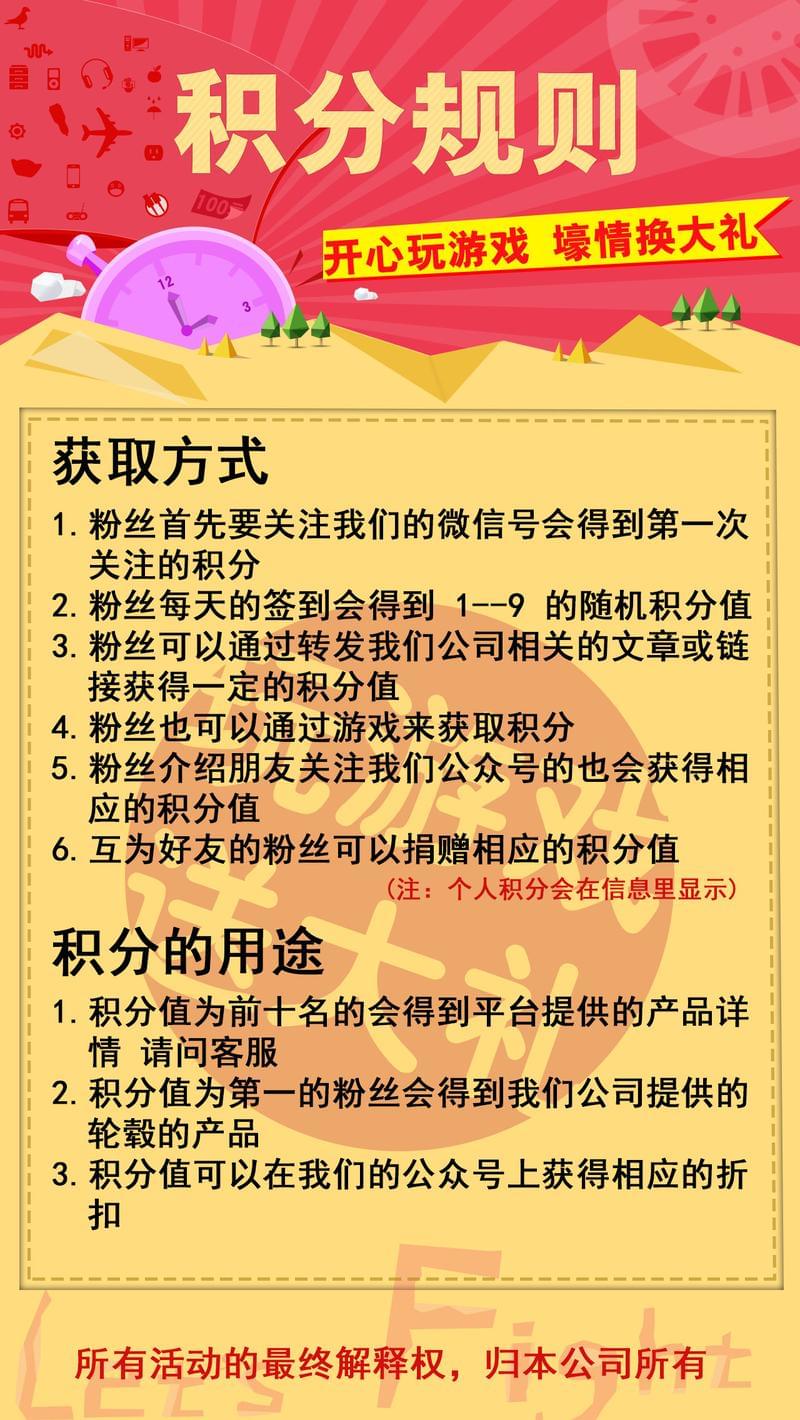 积分规则
开心玩游戏 壕情换大礼
100
12
3
获取方式
1. 粉丝首先要关注我们的微信号会得到第一次
关注的积分
2. 粉丝每天的签到会得到 1--9 的随机积分值
3. 粉丝可以通过转发我们公司相关的文章或链
接获得一定的积分值
4. 粉丝也可以通过游戏来获取积分
5. 粉丝介绍朋友关注我们公众号的也会获得相
应的积分值
6. 互为好友的粉丝可以捐赠相应的积分值
(注：个人积分会在信息里显示)
玩游戏
送大礼
积分的用途
1. 积分值为前十名的会得到平台提供的产品详
情 请问客服
2. 积分值为第一的粉丝会得到我们公司提供的
轮毂的产品
3. 积分值可以在我们的公众号上获得相应的折
扣
Let's Fight
所有活动的最终解释权，归本公司所有